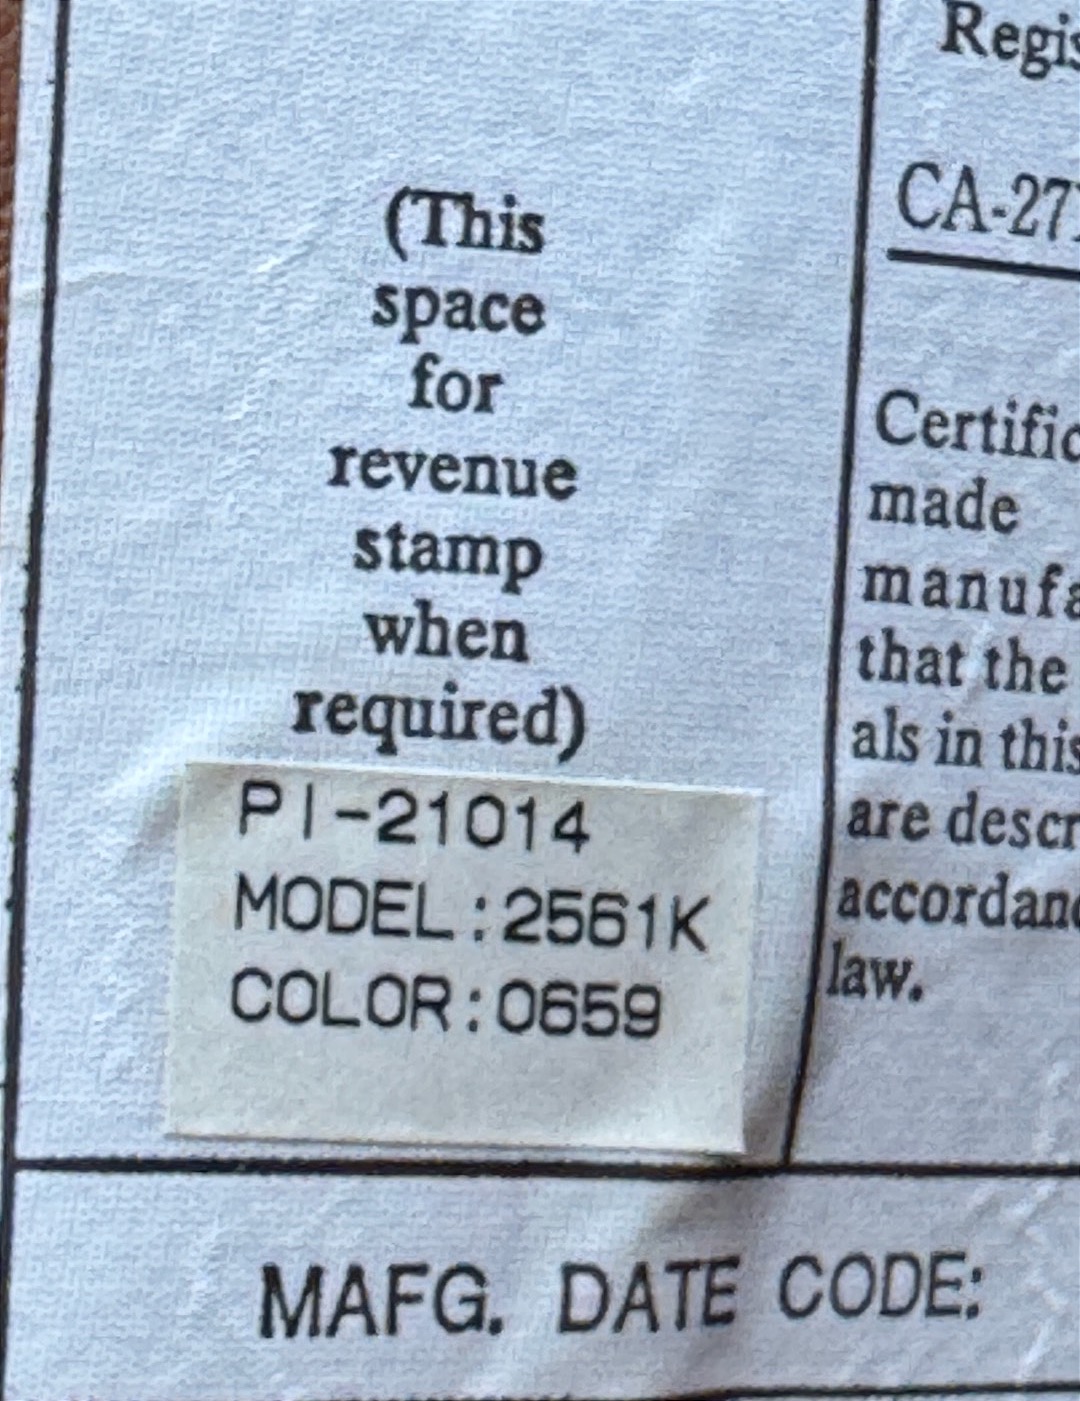 (This
space
for
revenue
stamp
when
required)
PI-21014
MODEL:2561K
COLOR:0659
Regis
CA-27
Certific
made
manufa
that the
als in this
are descr
accordanc
law.
MAFG. DATE CODE: